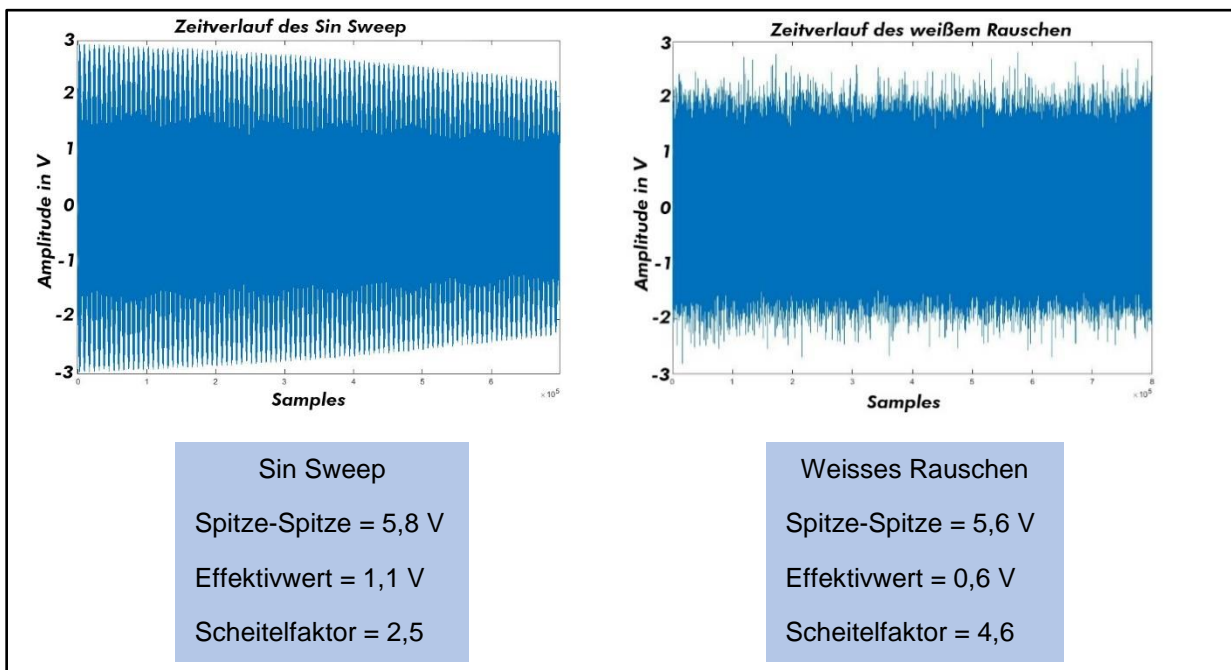 Zeitverlauf des Sin Sweep
3
2
1
0
-1
-2
-3
Amplitude in V
0 1 2 3 4 5 6
×10⁵
Samples
Zeitverlauf des weißem Rauschen
3
2
1
0
-1
-2
-3
Amplitude in V
0 1 2 3 4 5 6 7 8
×10⁵
Samples
Sin Sweep
Spitze-Spitze = 5,8 V
Effektivwert = 1,1 V
Scheitelfaktor = 2,5
Weisses Rauschen
Spitze-Spitze = 5,6 V
Effektivwert = 0,6 V
Scheitelfaktor = 4,6